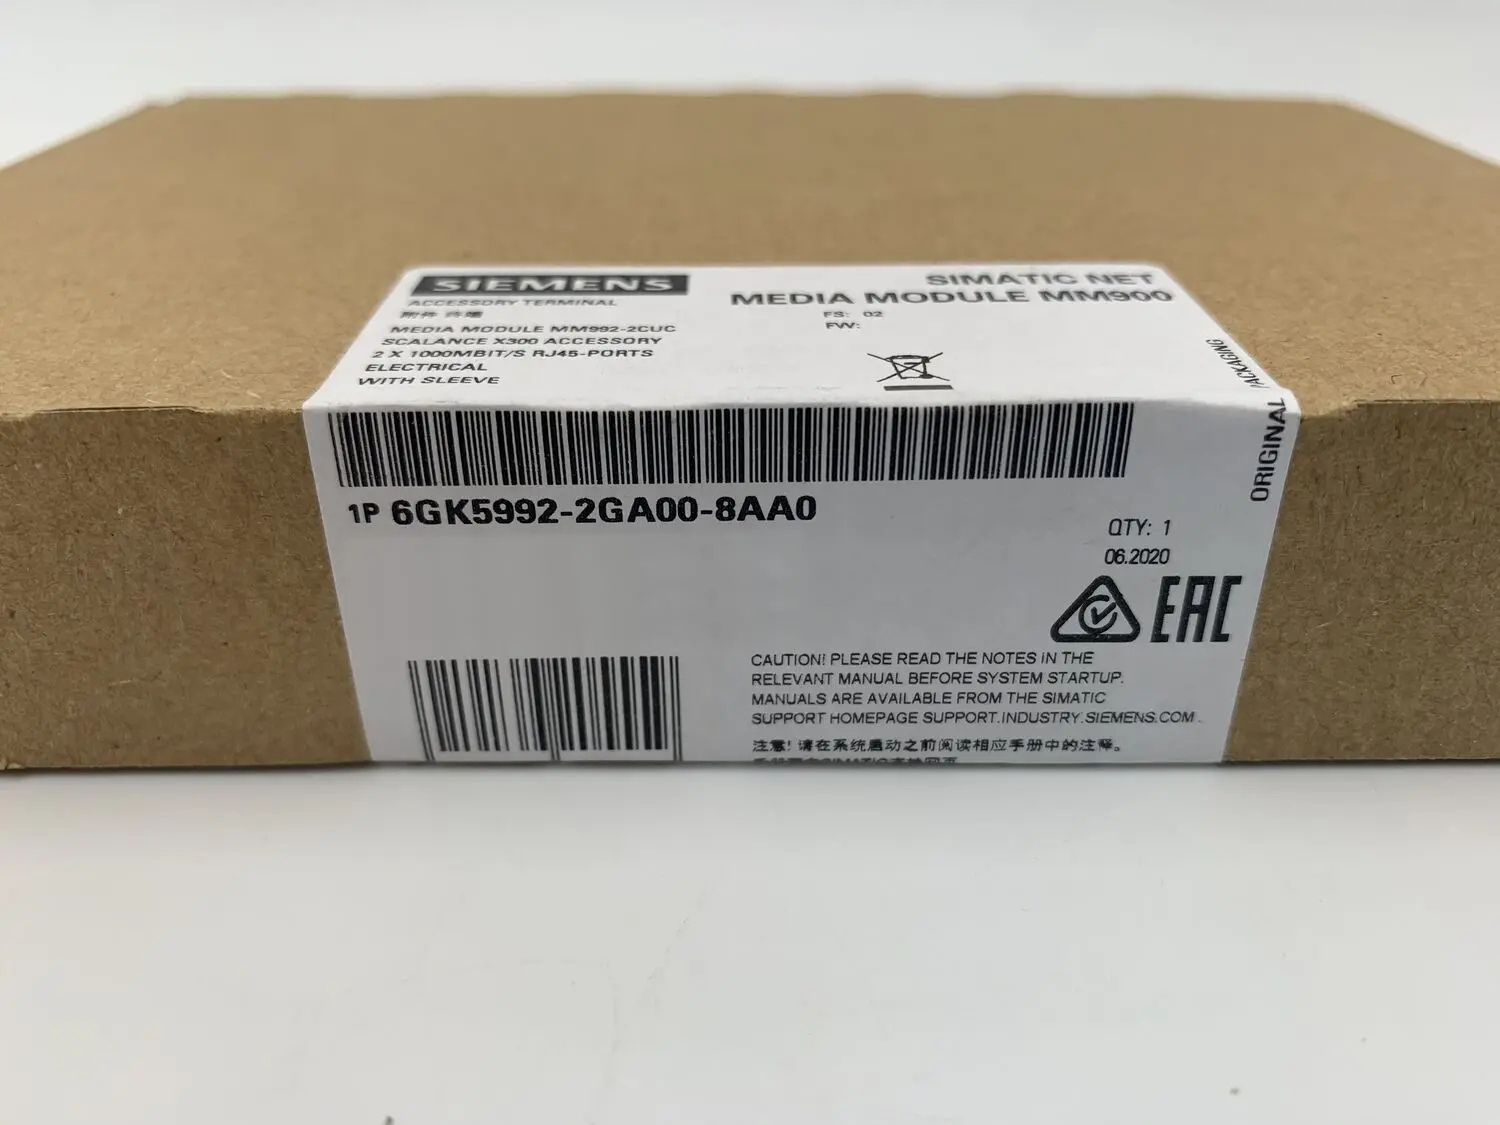 SIEMENS
ACCESSORY TERMINAL
附件 终端
MEDIA MODULE MM992-2CUC
SCALANCE X300 ACCESSORY
2 X 1000MBIT/S RJ45-PORTS
ELECTRICAL
WITH SLEEVE
SIMATIC NET
MEDIA MODULE MM900
FS: 02
FW:
ORIGINAL PACKAGING
1P 6GK5992-2GA00-8AA0
QTY: 1
06.2020
EAC
CAUTION! PLEASE READ THE NOTES IN THE
RELEVANT MANUAL BEFORE SYSTEM STARTUP.
MANUALS ARE AVAILABLE FROM THE SIMATIC
SUPPORT HOMEPAGE SUPPORT.INDUSTRY.SIEMENS.COM.
注意! 请在系统启动之前阅读相应手册中的注释。